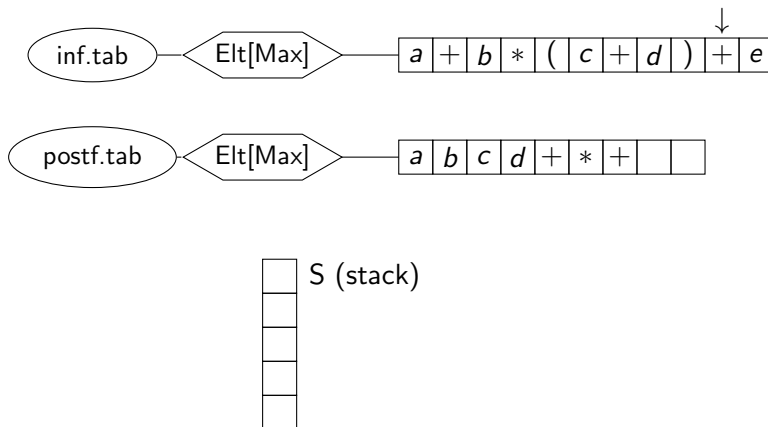 ↓
inf.tab Elt[Max] a + b * ( c + d ) + e
postf.tab Elt[Max] a b c d + * +
S (stack)